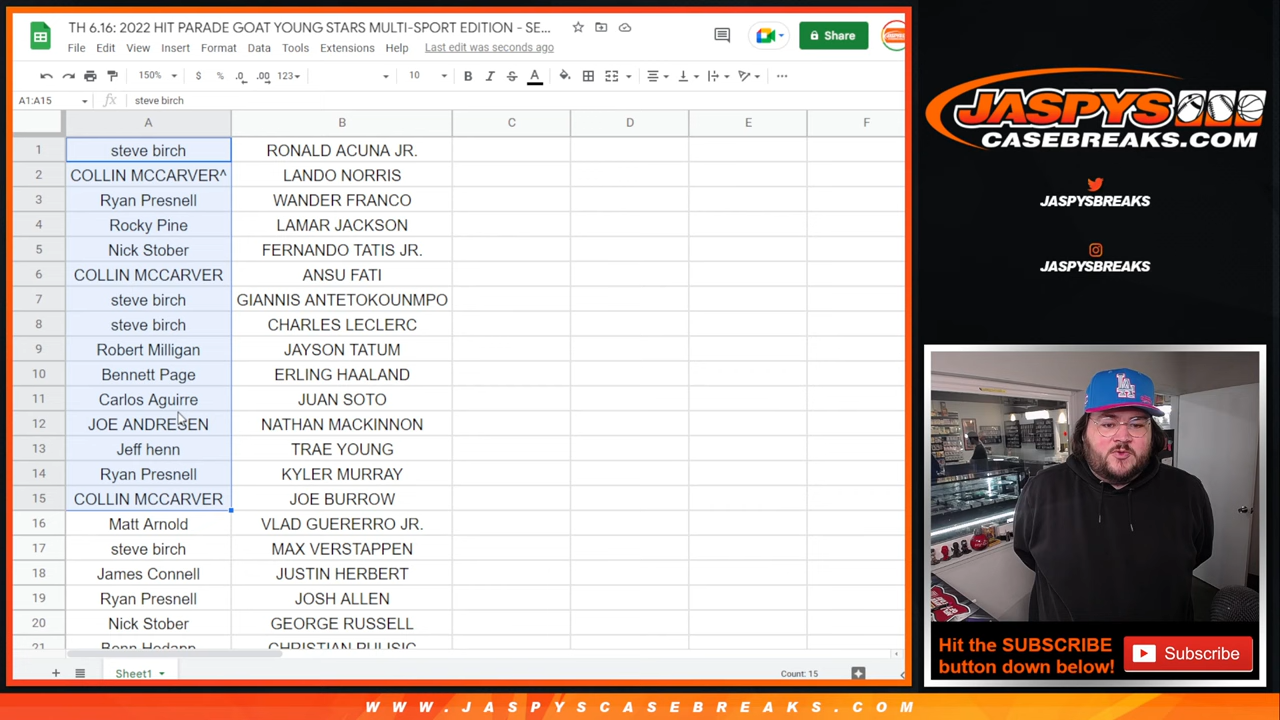 TH 6.16: 2022 HIT PARADE GOAT YOUNG STARS MULTI-SPORT EDITION - SE...
File Edit View Insert Format Data Tools Extensions Help Last edit was seconds ago
Share
150% $ % .0 .00 123 10 B I S A
A1:A15 fx steve birch
A B C D E F
1 steve birch RONALD ACUNA JR.
2 COLLIN MCCARVER^ LANDO NORRIS
3 Ryan Presnell WANDER FRANCO
4 Rocky Pine LAMAR JACKSON
5 Nick Stober FERNANDO TATIS JR.
6 COLLIN MCCARVER ANSU FATI
7 steve birch GIANNIS ANTETOKOUNMPO
8 steve birch CHARLES LECLERC
9 Robert Milligan JAYSON TATUM
10 Bennett Page ERLING HAALAND
11 Carlos Aguirre JUAN SOTO
12 JOE ANDRESEN NATHAN MACKINNON
13 Jeff henn TRAE YOUNG
14 Ryan Presnell KYLER MURRAY
15 COLLIN MCCARVER JOE BURROW
16 Matt Arnold VLAD GUERERRO JR.
17 steve birch MAX VERSTAPPEN
18 James Connell JUSTIN HERBERT
19 Ryan Presnell JOSH ALLEN
20 Nick Stober GEORGE RUSSELL
21 CHRISTIAN PULISIC
Sheet1
Count: 15
JASPYS
CASEBREAKS.COM
JASPYSBREAKS
JASPYSBREAKS
LA
Hit the SUBSCRIBE
button down below!
Subscribe
WWW.JASPYSCASEBREAKS.COM